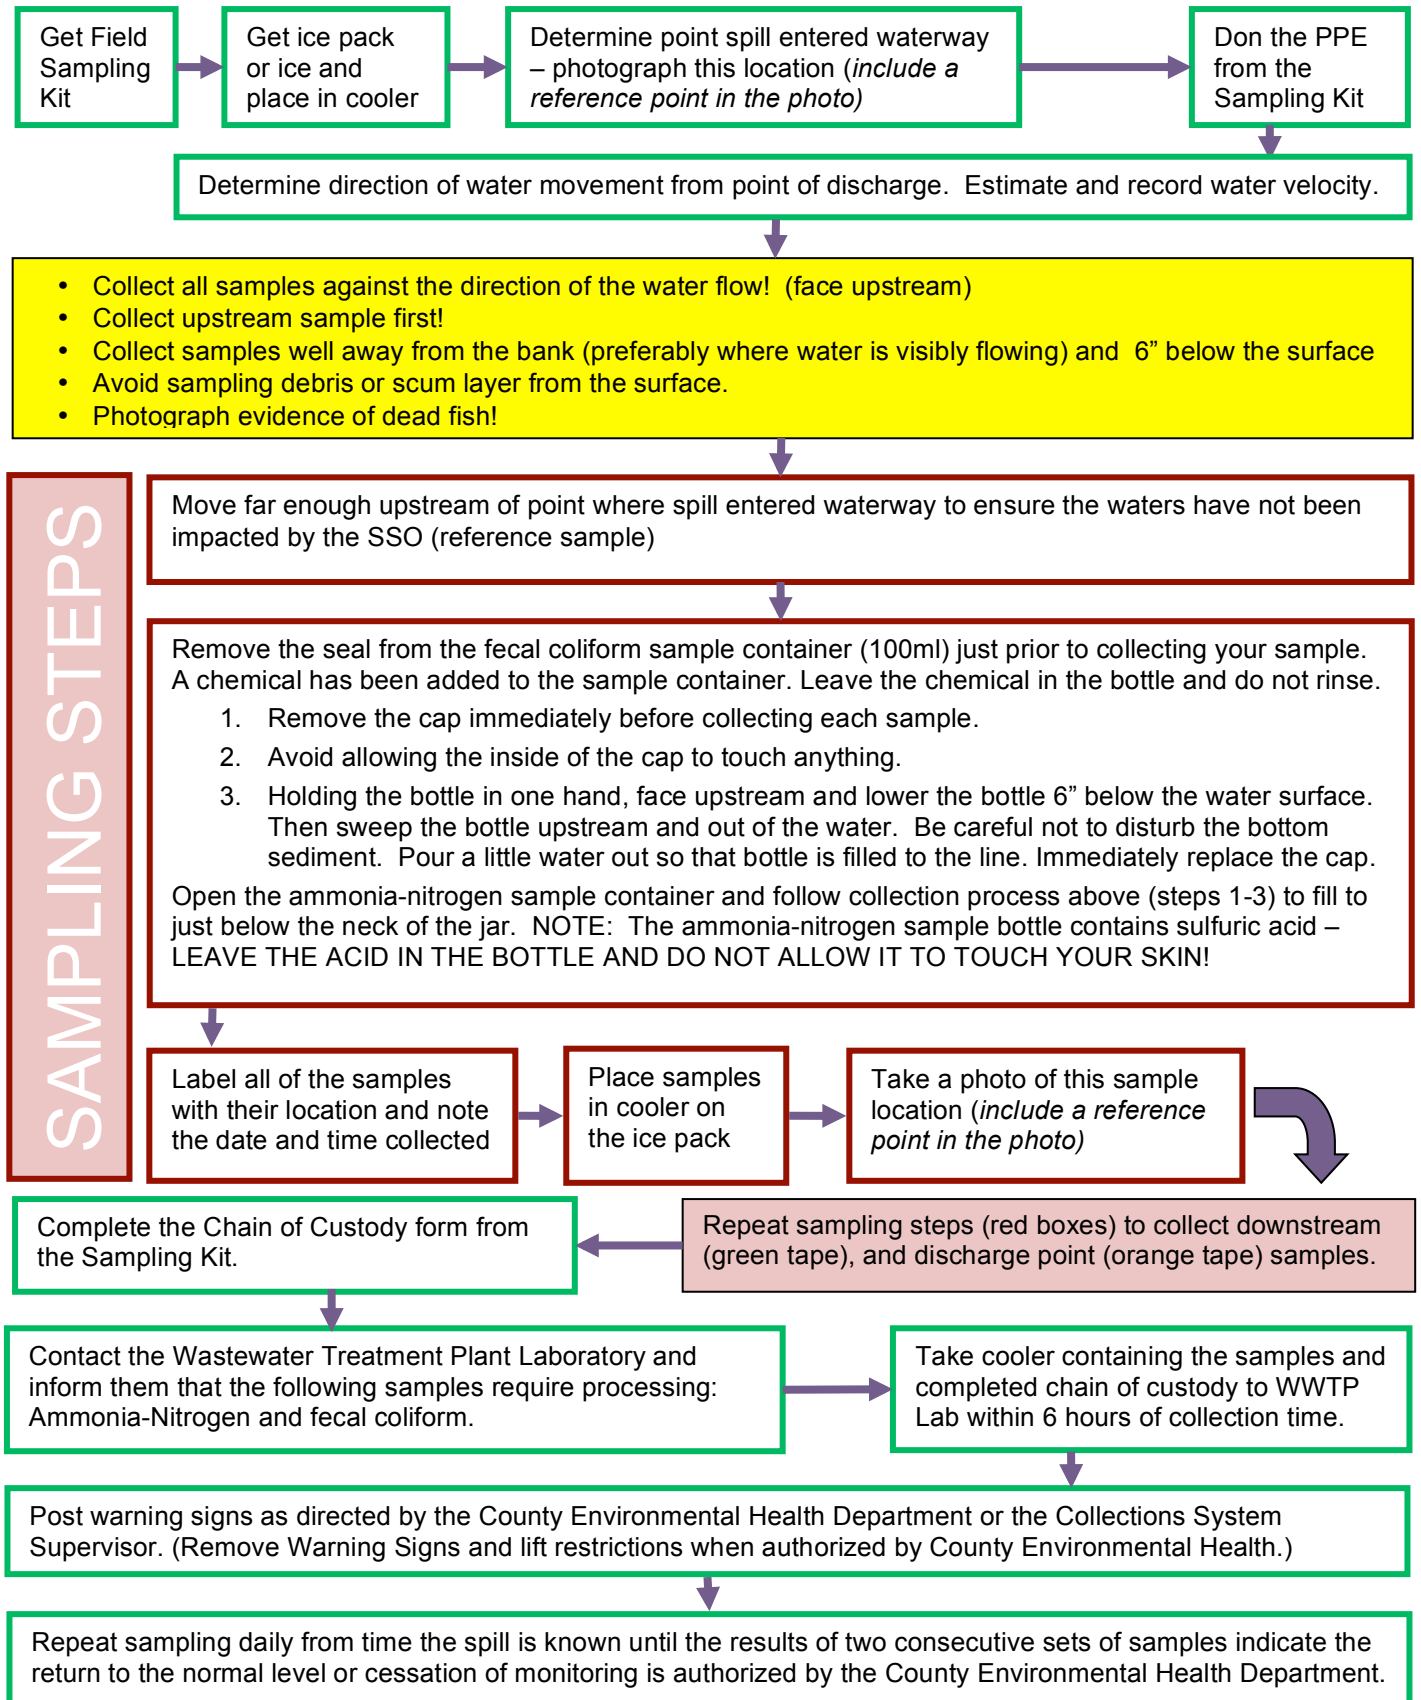 Get Field
Sampling
Kit
Get ice pack
or ice and
place in cooler
Determine point spill entered waterway
– photograph this location (include a
reference point in the photo)
Don the PPE
from the
Sampling Kit
Determine direction of water movement from point of discharge.  Estimate and record water velocity.
• Collect all samples against the direction of the water flow!  (face upstream)
• Collect upstream sample first!
• Collect samples well away from the bank (preferably where water is visibly flowing) and  6” below the surface
• Avoid sampling debris or scum layer from the surface.
• Photograph evidence of dead fish!
SAMPLING STEPS
Move far enough upstream of point where spill entered waterway to ensure the waters have not been
impacted by the SSO (reference sample)
Remove the seal from the fecal coliform sample container (100ml) just prior to collecting your sample.
A chemical has been added to the sample container. Leave the chemical in the bottle and do not rinse.
1. Remove the cap immediately before collecting each sample.
2. Avoid allowing the inside of the cap to touch anything.
3. Holding the bottle in one hand, face upstream and lower the bottle 6” below the water surface.
Then sweep the bottle upstream and out of the water.  Be careful not to disturb the bottom
sediment.  Pour a little water out so that bottle is filled to the line. Immediately replace the cap.
Open the ammonia-nitrogen sample container and follow collection process above (steps 1-3) to fill to
just below the neck of the jar.  NOTE:  The ammonia-nitrogen sample bottle contains sulfuric acid –
LEAVE THE ACID IN THE BOTTLE AND DO NOT ALLOW IT TO TOUCH YOUR SKIN!
Label all of the samples
with their location and note
the date and time collected
Place samples
in cooler on
the ice pack
Take a photo of this sample
location (include a reference
point in the photo)
Repeat sampling steps (red boxes) to collect downstream
(green tape), and discharge point (orange tape) samples.
Complete the Chain of Custody form from
the Sampling Kit.
Contact the Wastewater Treatment Plant Laboratory and
inform them that the following samples require processing:
Ammonia-Nitrogen and fecal coliform.
Take cooler containing the samples and
completed chain of custody to WWTP
Lab within 6 hours of collection time.
Post warning signs as directed by the County Environmental Health Department or the Collections System
Supervisor. (Remove Warning Signs and lift restrictions when authorized by County Environmental Health.)
Repeat sampling daily from time the spill is known until the results of two consecutive sets of samples indicate the
return to the normal level or cessation of monitoring is authorized by the County Environmental Health Department.